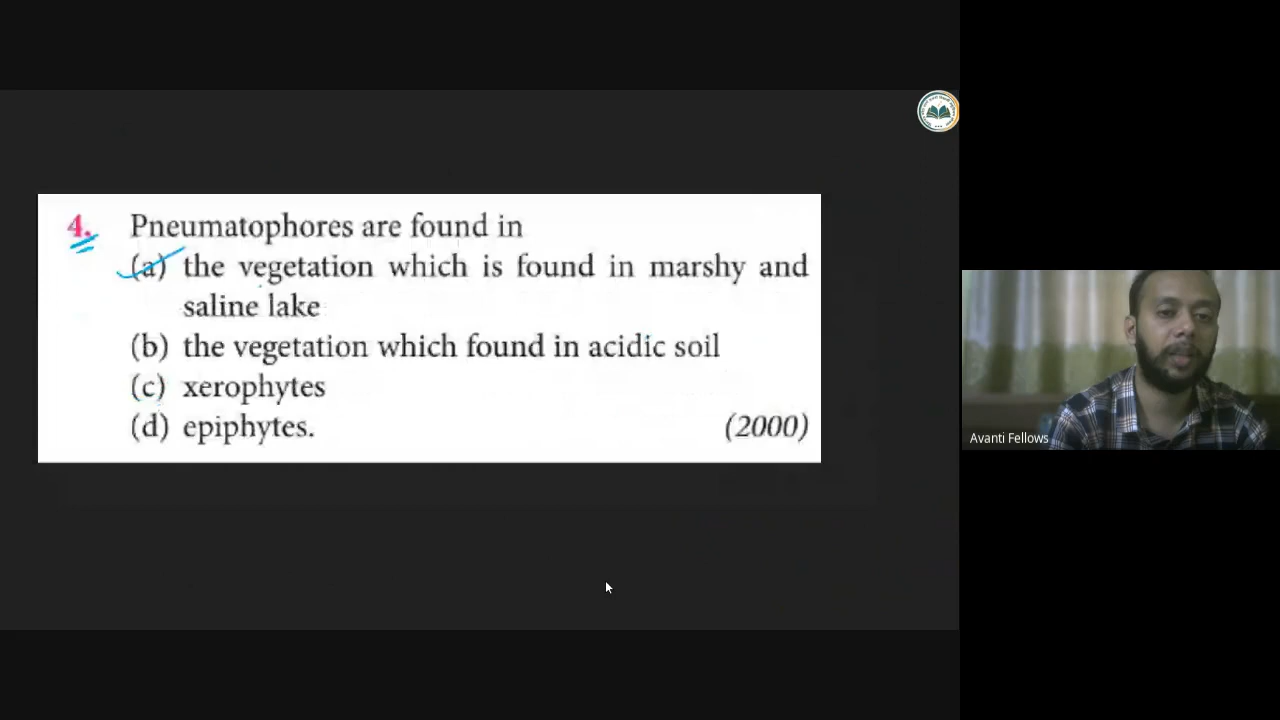 4. Pneumatophores are found in
(a) the vegetation which is found in marshy and
saline lake
(b) the vegetation which found in acidic soil
(c) xerophytes
(d) epiphytes. (2000)
Avanti Fellows